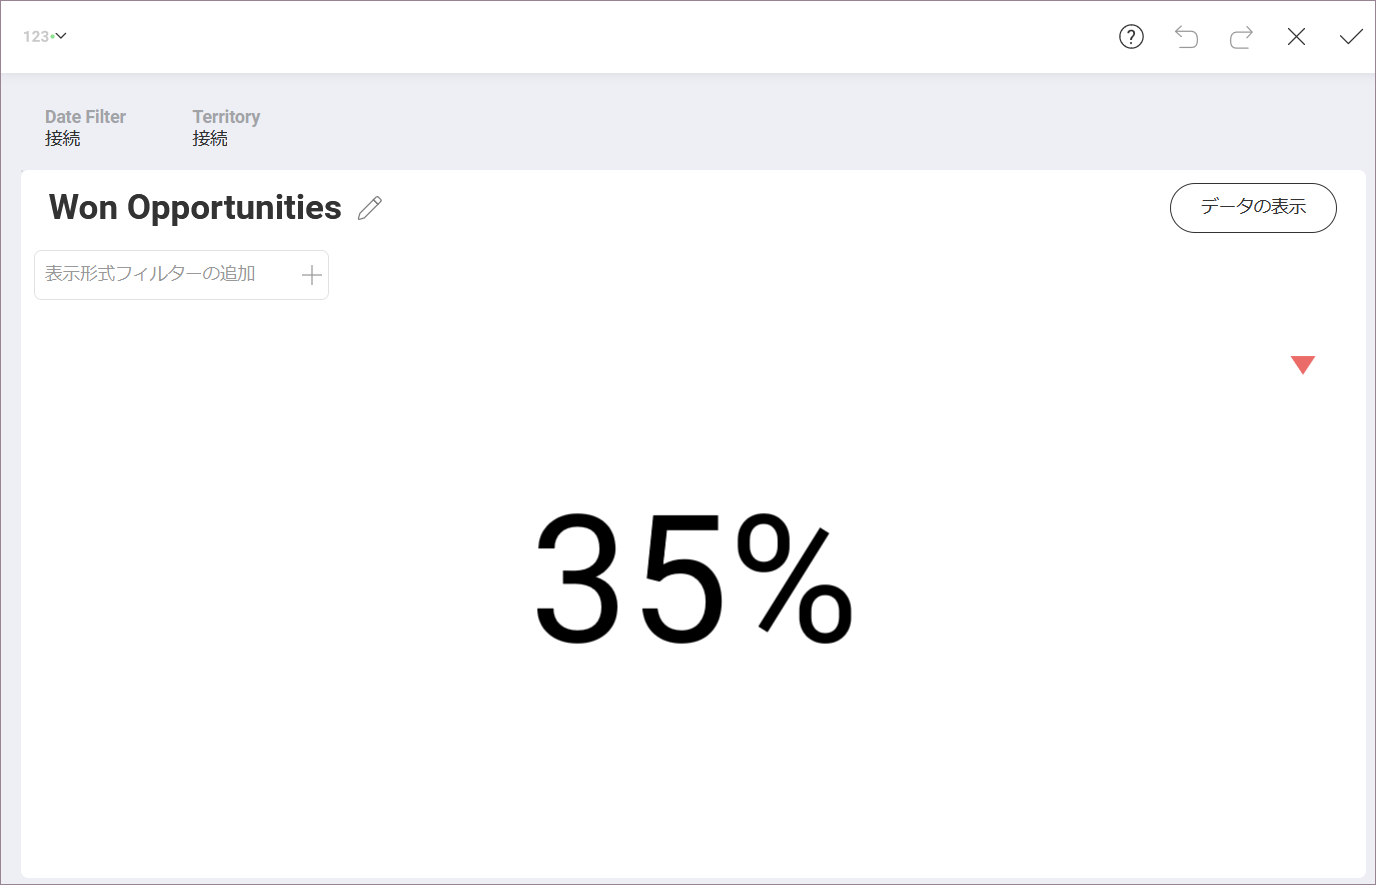 123
Date Filter
接続
Territory
接続
Won Opportunities
データの表示
表示形式フィルターの追加
35%